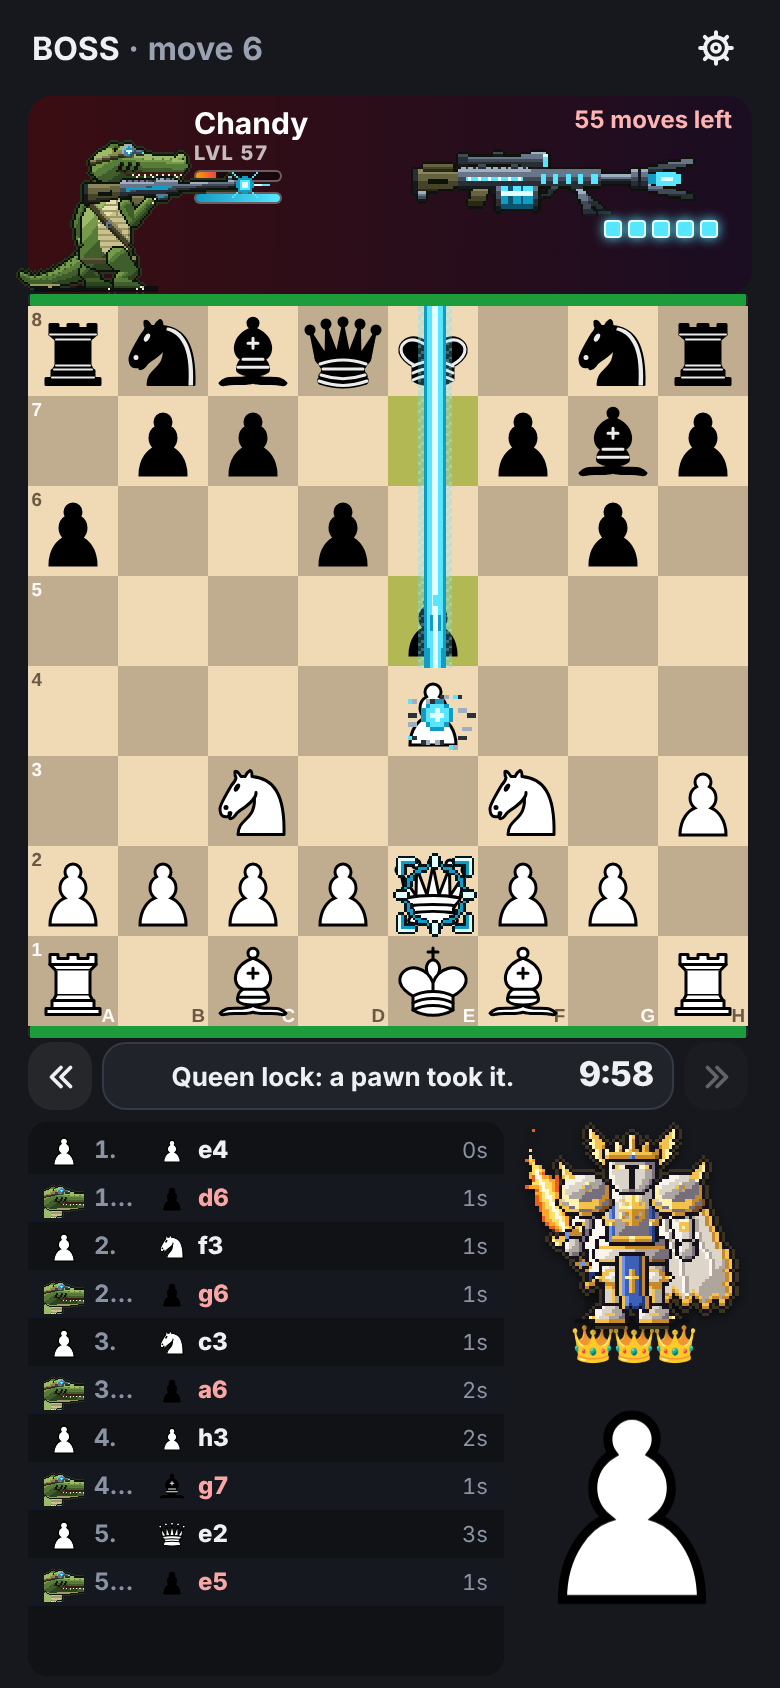 BOSS · move 6
Chandy
55 moves left
LVL 57
8
7
6
5
4
3
2
1
A B C D E F G H
Queen lock: a pawn took it. 9:58
1. e4 0s
1... d6 1s
2. f3 1s
2... g6 1s
3. c3 1s
3... a6 2s
4. h3 2s
4... g7 1s
5. e2 3s
5... e5 1s